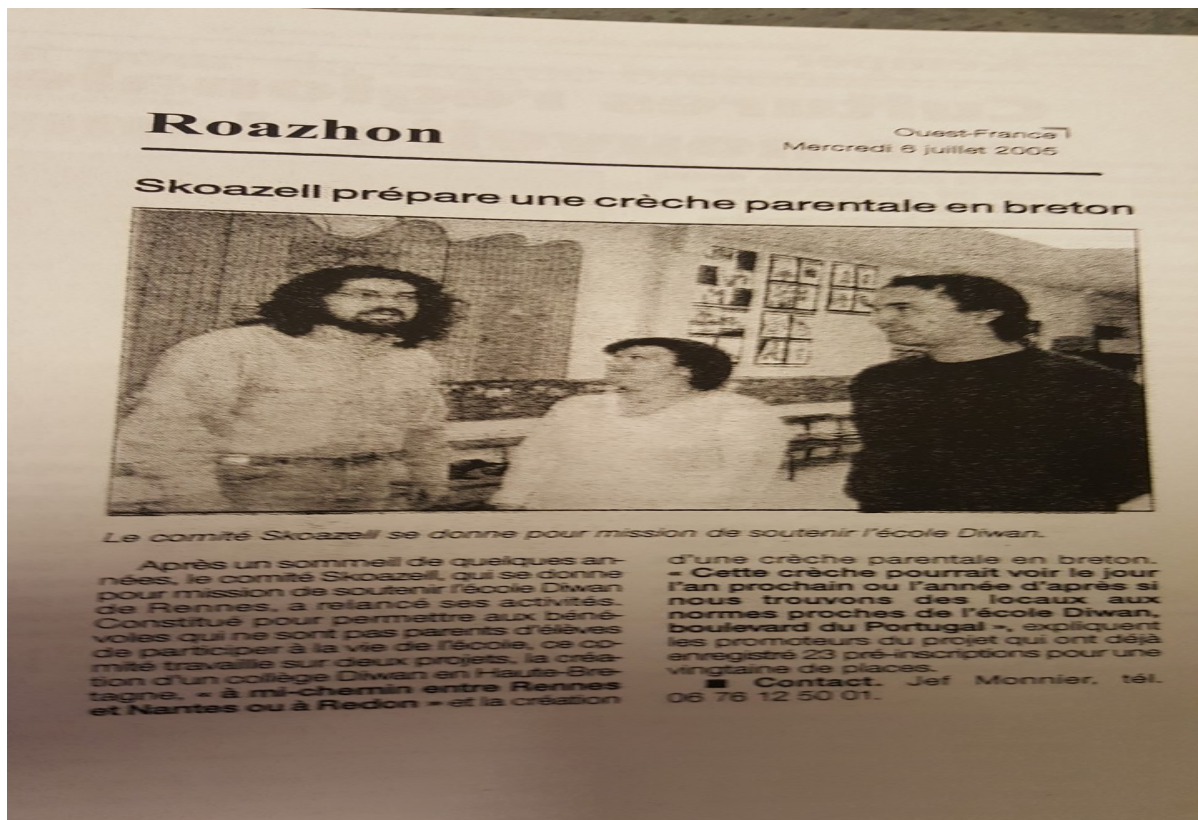 Roazhon
Ouest-France
Mercredi 6 juillet 2005
Skoazell prépare une crèche parentale en breton
Le comité Skoazell se donne pour mission de soutenir l'école Diwan.
Après un sommeil de quelques an-
nées, le comité Skoazell, qui se donne
pour mission de soutenir l'école Diwan
de Rennes, a relancé ses activités.
Constitué pour permettre aux béné-
voles qui ne sont pas parents d'élèves
de participer à la vie de l'école, ce co-
mité travaille sur deux projets, la créa-
tion d'un collège Diwan en Haute-Bre-
tagne, « à mi-chemin entre Rennes
et Nantes ou à Redon » et la création
d'une crèche parentale en breton.
« Cette crèche pourrait voir le jour
l'an prochain ou l'année d'après si
nous trouvons des locaux aux
normes proches de l'école Diwan,
boulevard du Portugal », expliquent
les promoteurs du projet qui ont déjà
enregistré 23 pré-inscriptions pour une
vingtaine de places.
■ Contact. Jef Monnier, tél.
06 76 12 50 01.